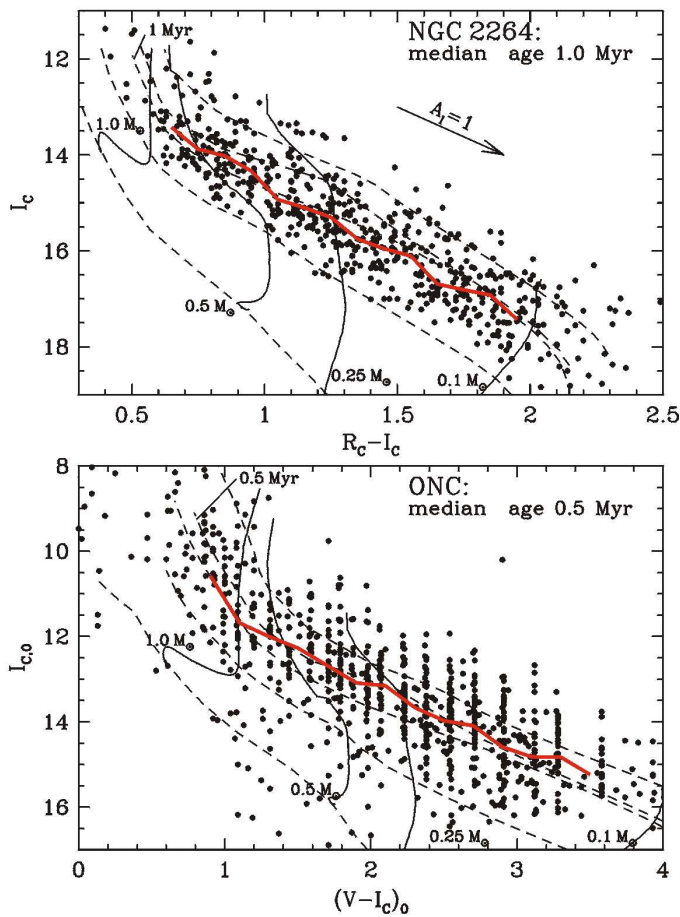 NGC 2264:
median age 1.0 Myr
1 Myr
A_I=1
1.0 M⊙
0.5 M⊙
0.25 M⊙
0.1 M⊙
12
14
16
18
I_C
0.5
1
1.5
2
2.5
R_C−I_C
ONC:
median age 0.5 Myr
0.5 Myr
1.0 M⊙
0.5 M⊙
0.25 M⊙
0.1 M⊙
8
10
12
14
16
I_C,0
0
1
2
3
4
(V−I_C)_0